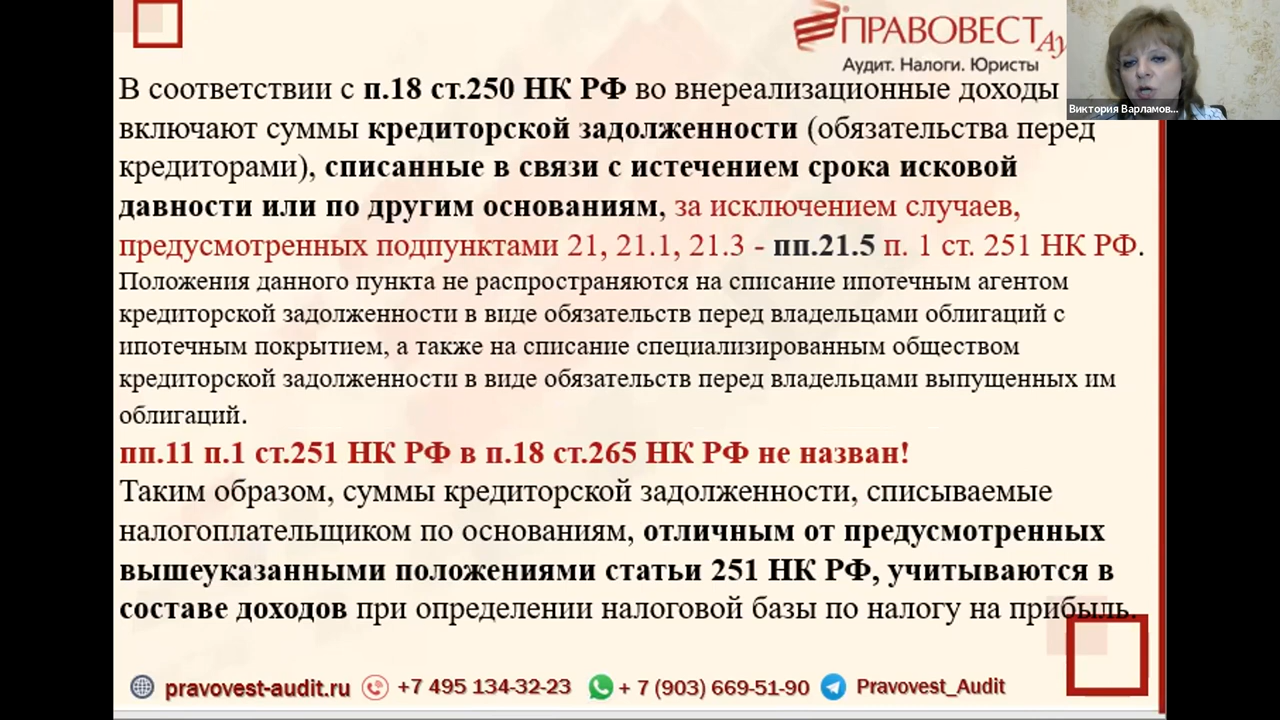 ПРАВОВЕСТ Ау
Аудит. Налоги. Юристы
Виктория Варламов...
В соответствии с п.18 ст.250 НК РФ во внереализационные доходы
включают суммы кредиторской задолженности (обязательства перед
кредиторами), списанные в связи с истечением срока исковой
давности или по другим основаниям, за исключением случаев,
предусмотренных подпунктами 21, 21.1, 21.3 - пп.21.5 п. 1 ст. 251 НК РФ.
Положения данного пункта не распространяются на списание ипотечным агентом
кредиторской задолженности в виде обязательств перед владельцами облигаций с
ипотечным покрытием, а также на списание специализированным обществом
кредиторской задолженности в виде обязательств перед владельцами выпущенных им
облигаций.
пп.11 п.1 ст.251 НК РФ в п.18 ст.265 НК РФ не назван!
Таким образом, суммы кредиторской задолженности, списываемые
налогоплательщиком по основаниям, отличным от предусмотренных
вышеуказанными положениями статьи 251 НК РФ, учитываются в
составе доходов при определении налоговой базы по налогу на прибыль.
pravovest-audit.ru +7 495 134-32-23 + 7 (903) 669-51-90 Pravovest_Audit